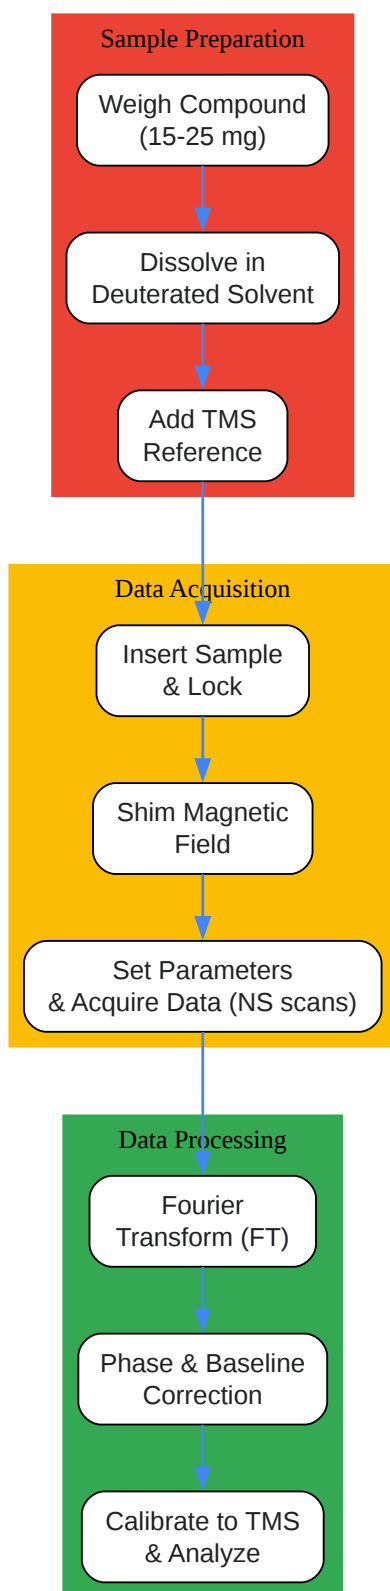 Sample Preparation
Weigh Compound
(15-25 mg)
Dissolve in
Deuterated Solvent
Add TMS
Reference
Data Acquisition
Insert Sample
& Lock
Shim Magnetic
Field
Set Parameters
& Acquire Data (NS scans)
Data Processing
Fourier
Transform (FT)
Phase & Baseline
Correction
Calibrate to TMS
& Analyze